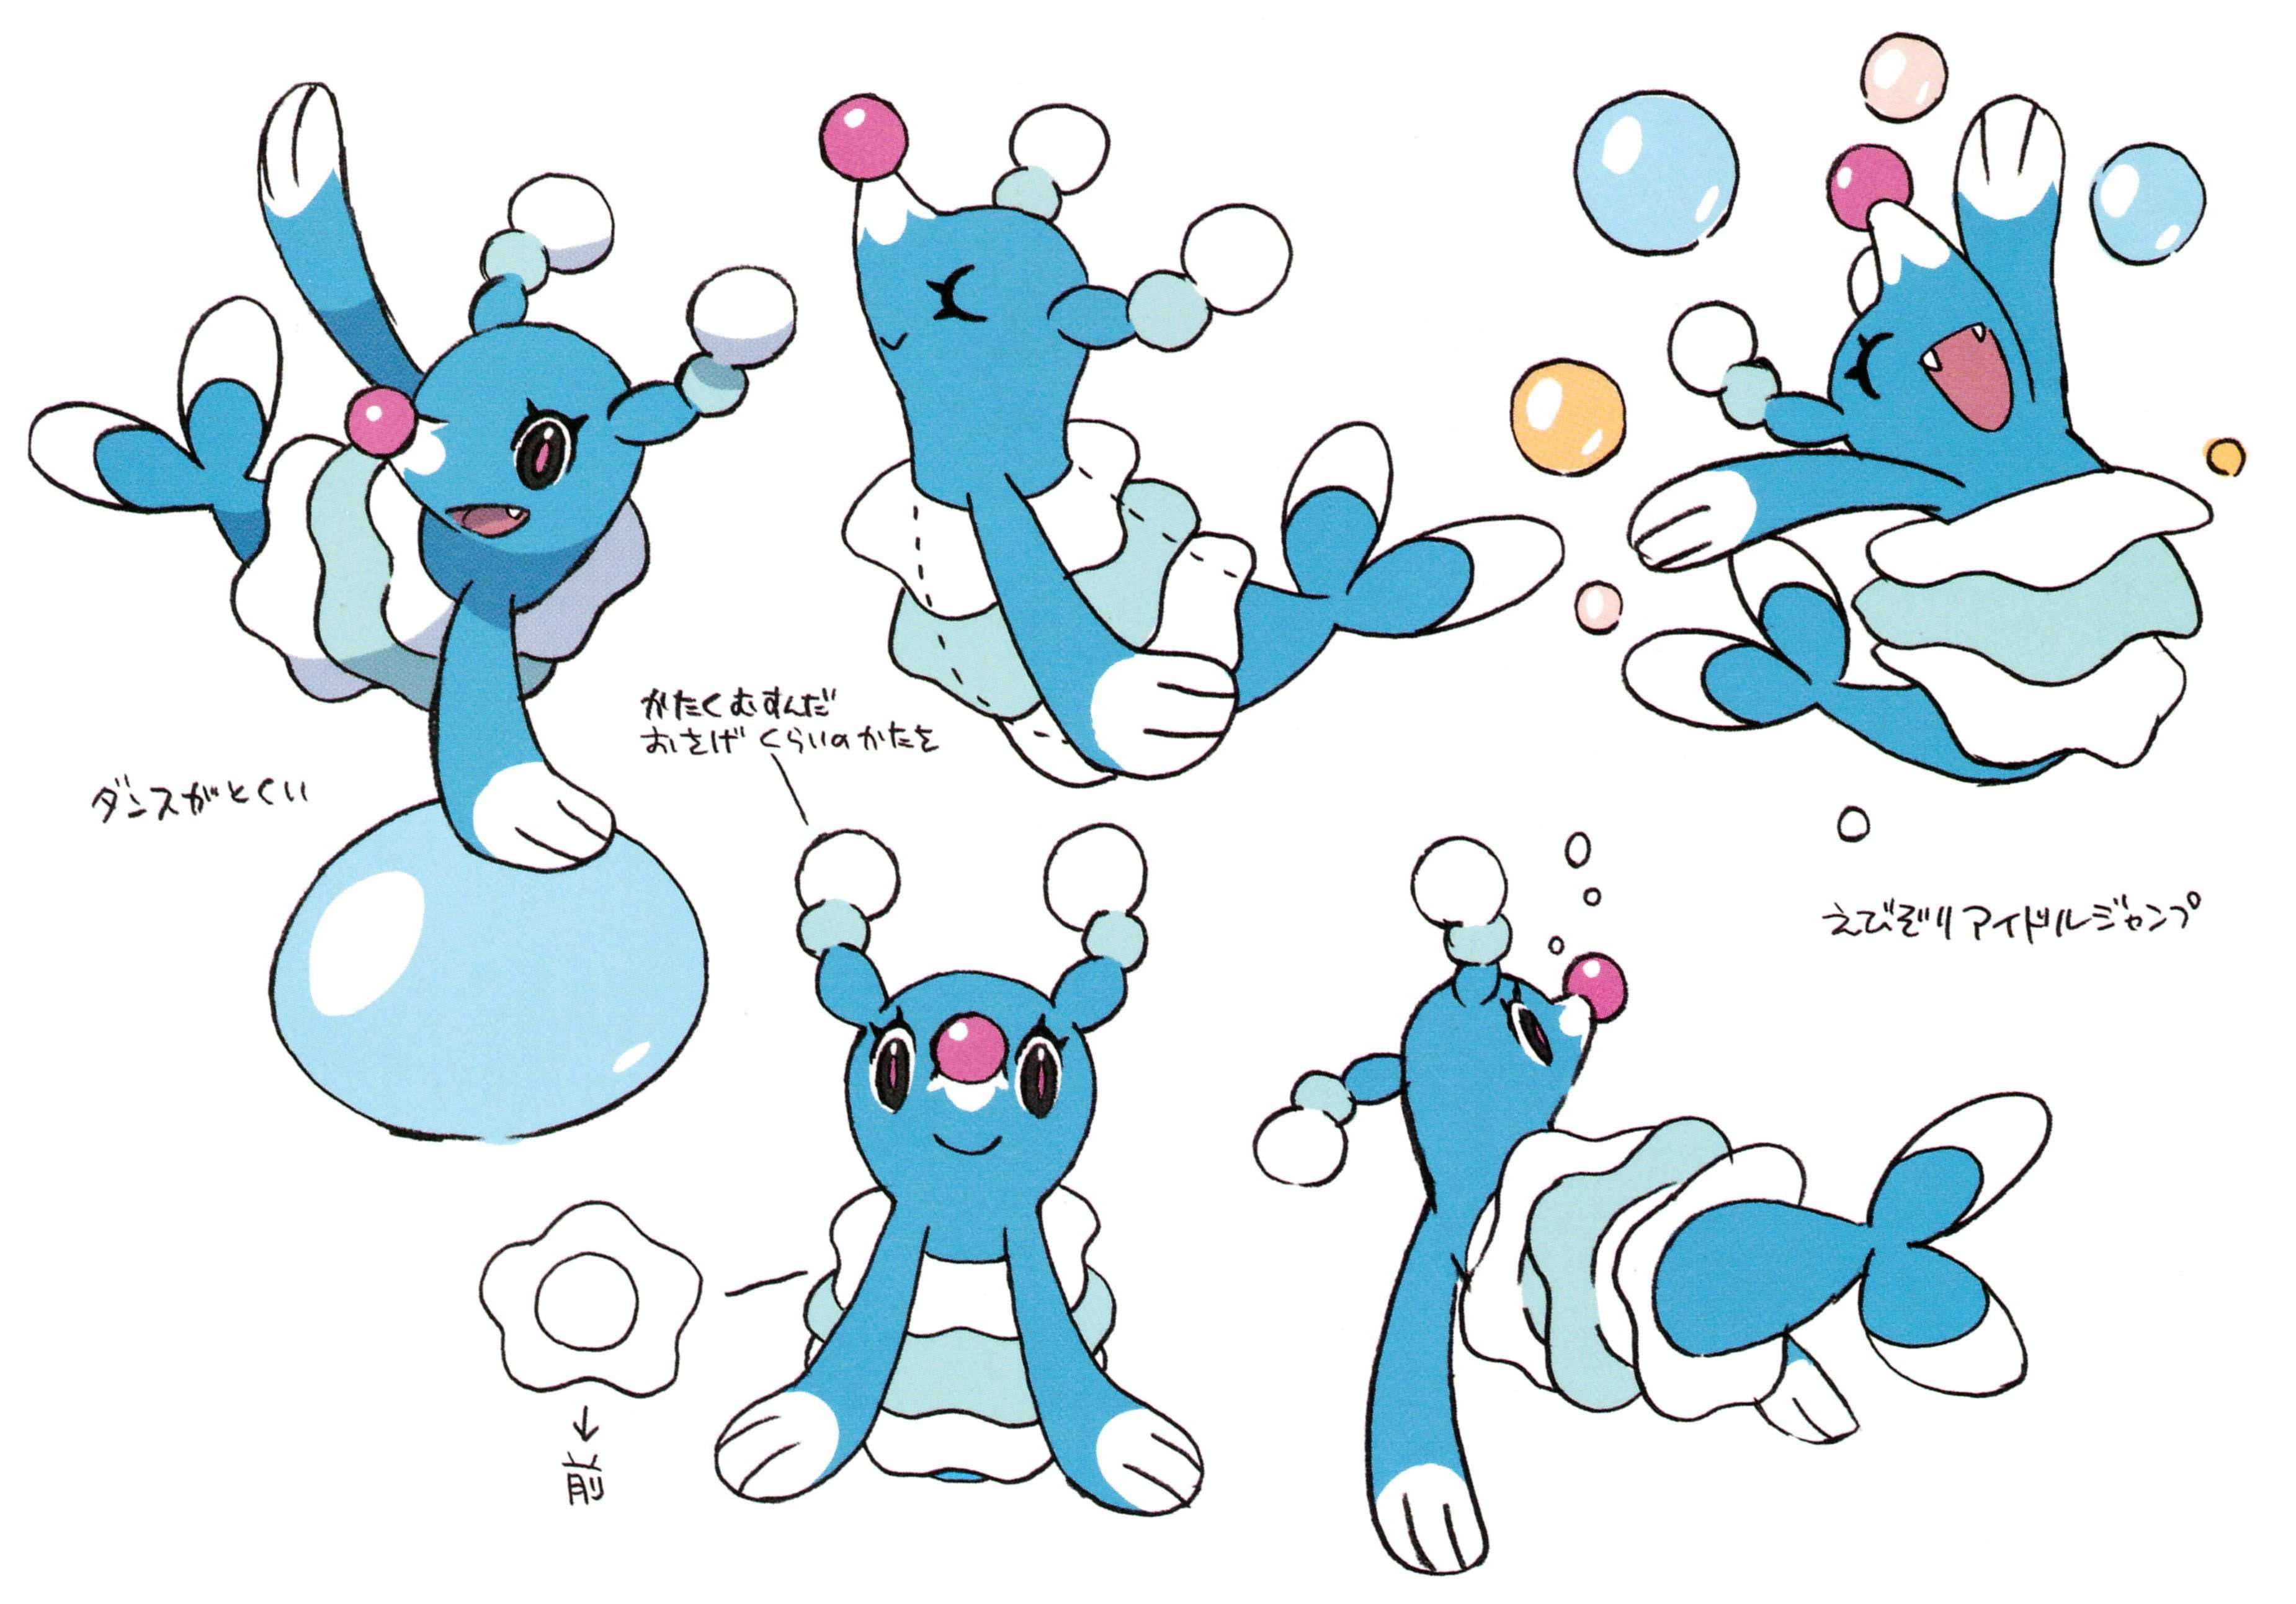 ダンスがとくい
かたくむすんだ
おさげくらいのかたさ
えびぞりアイドルジャンプ
前